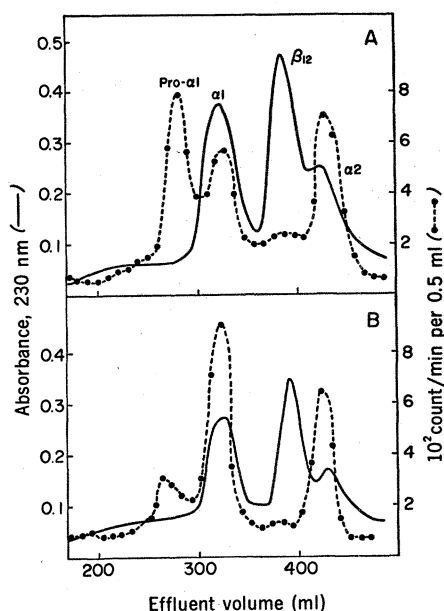 A
0.5
0.4
0.3
0.2
0.1
Pro-α1
α1
β12
α2
8
6
4
2
B
0.4
0.3
0.2
0.1
8
6
4
2
200
300
400
Effluent volume (ml)
Absorbance, 230 nm (—)
10² count/min per 0.5 ml (●--●)